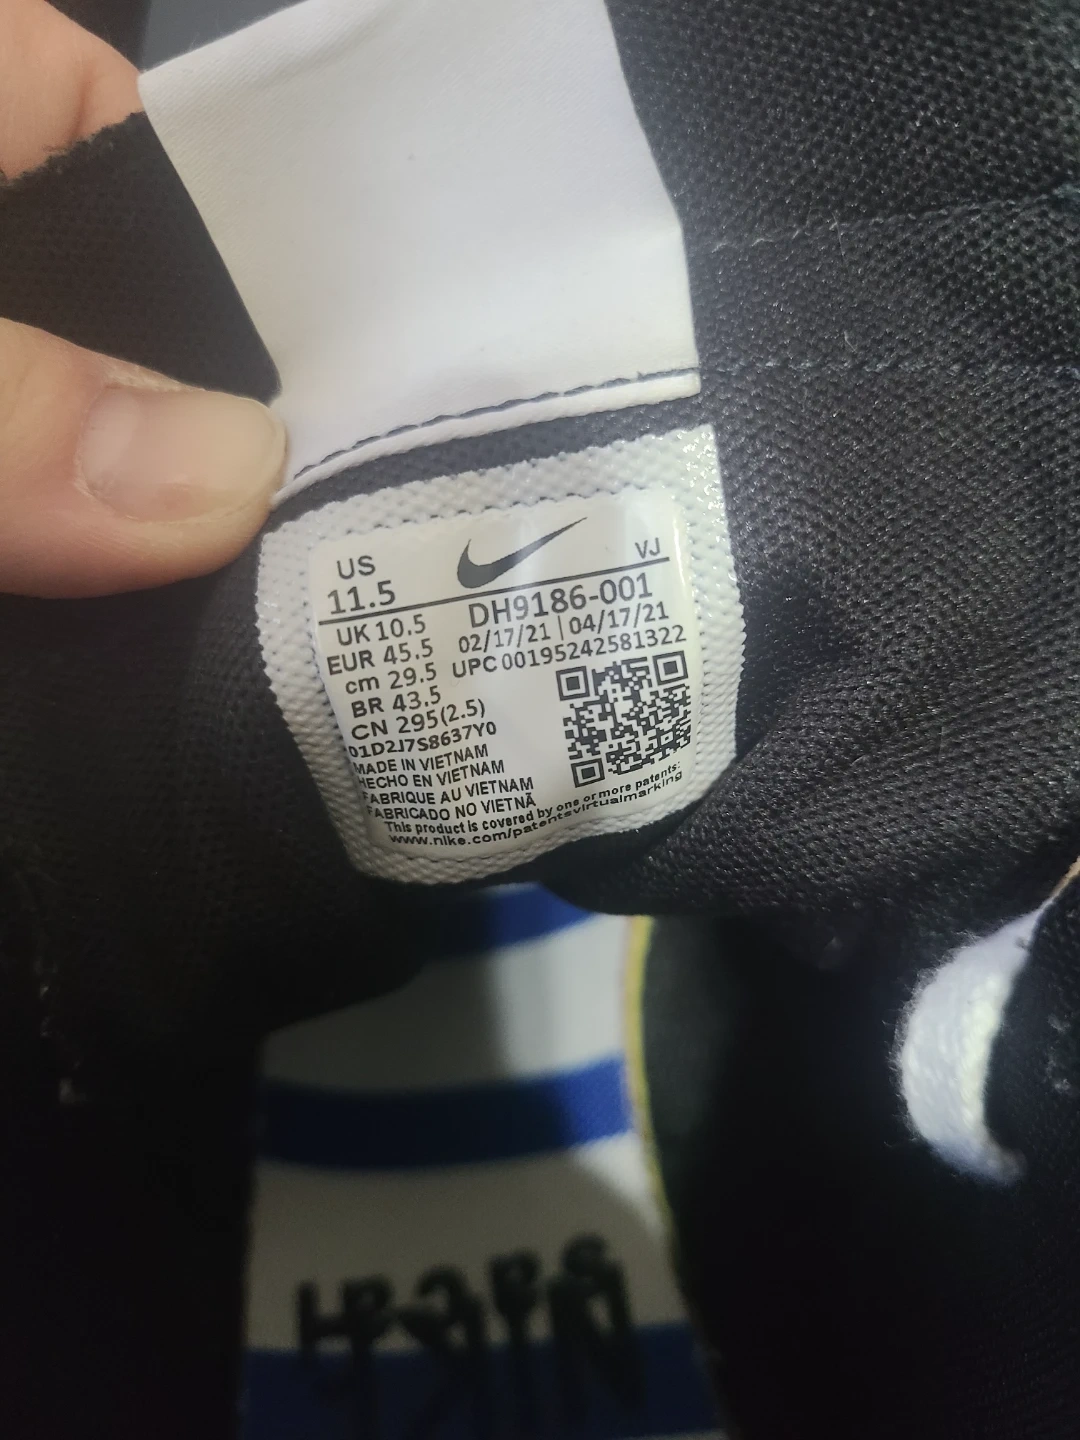 US
11.5
VJ
DH9186-001
UK 10.5
02/17/21 | 04/17/21
EUR 45.5
UPC 00195242581322
cm 29.5
BR 43.5
CN 295(2.5)
01D2J7S8637Y0
MADE IN VIETNAM
HECHO EN VIETNAM
FABRIQUE AU VIETNAM
FABRICADO NO VIETNÃ
This product is covered by one or more patents:
www.nike.com/patentsvirtualmarking
sacai